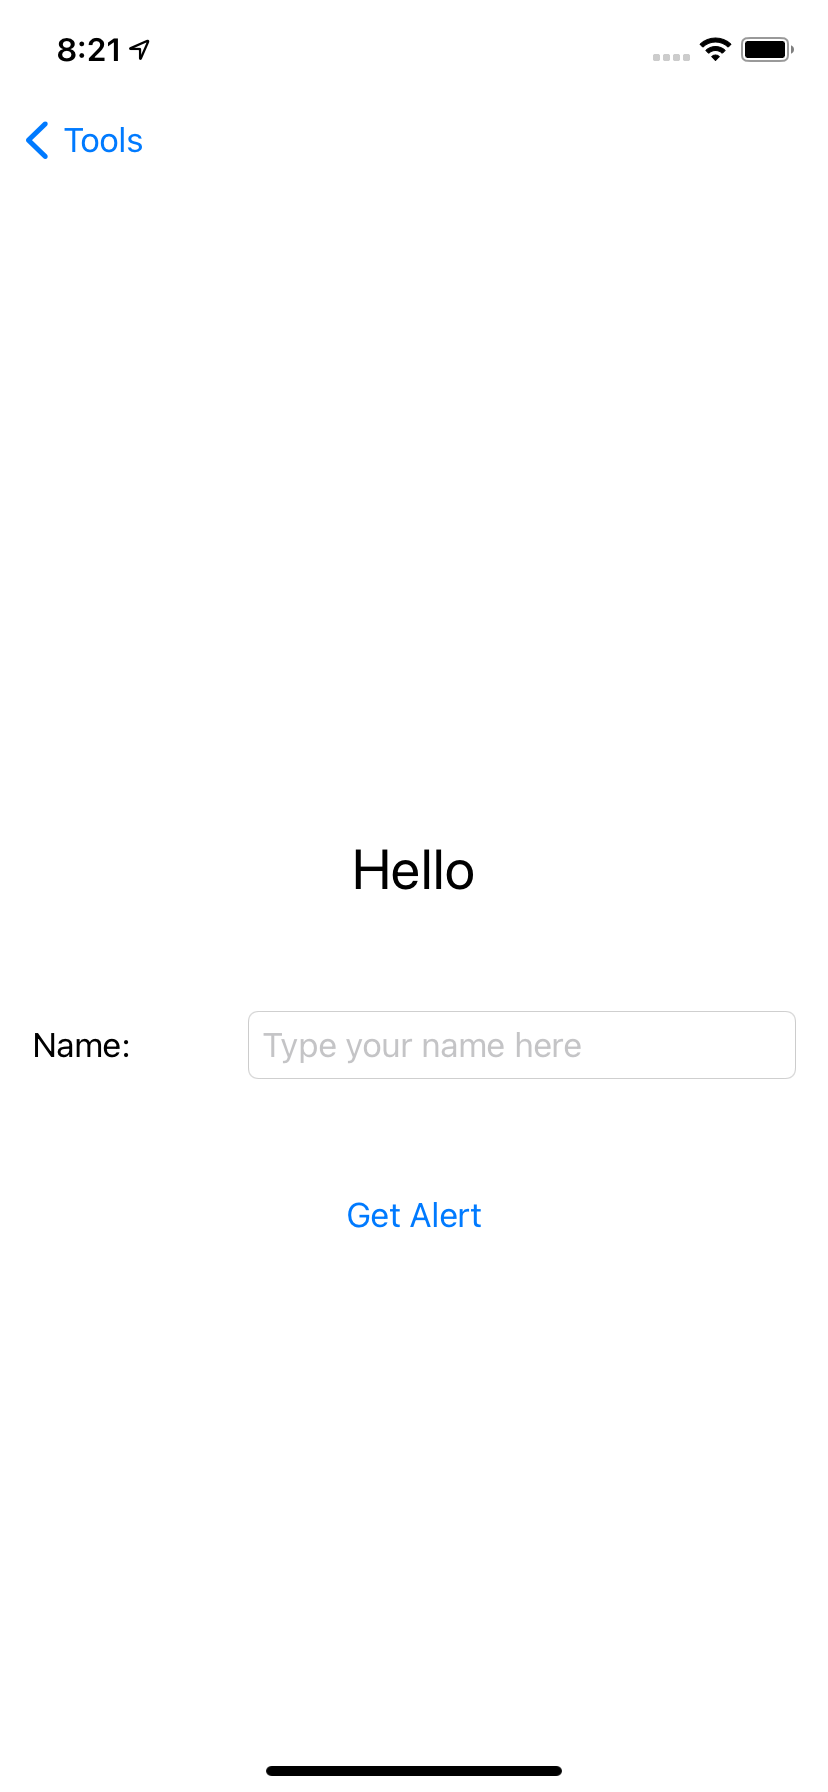 8:21
Tools
Hello
Name:
Type your name here
Get Alert